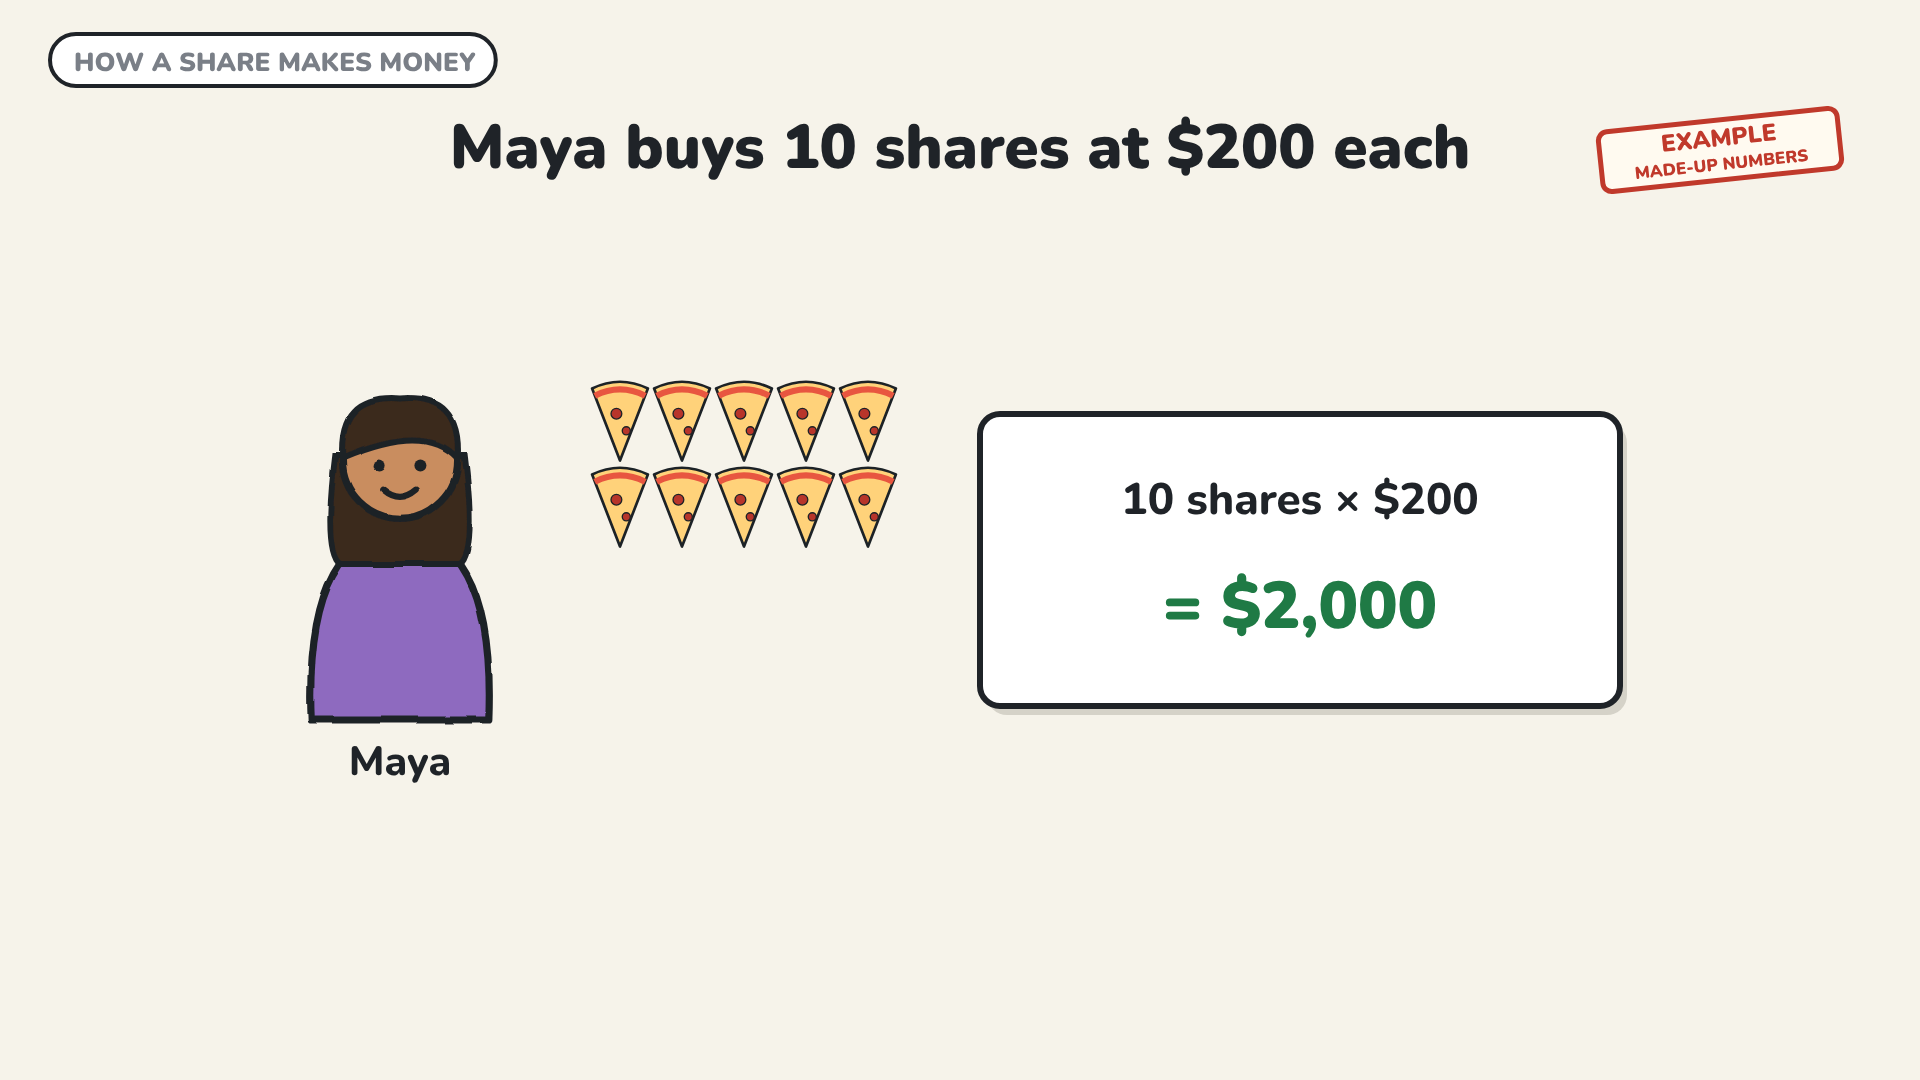 HOW A SHARE MAKES MONEY
Maya buys 10 shares at $200 each
EXAMPLE
MADE-UP NUMBERS
10 shares × $200
= $2,000
Maya